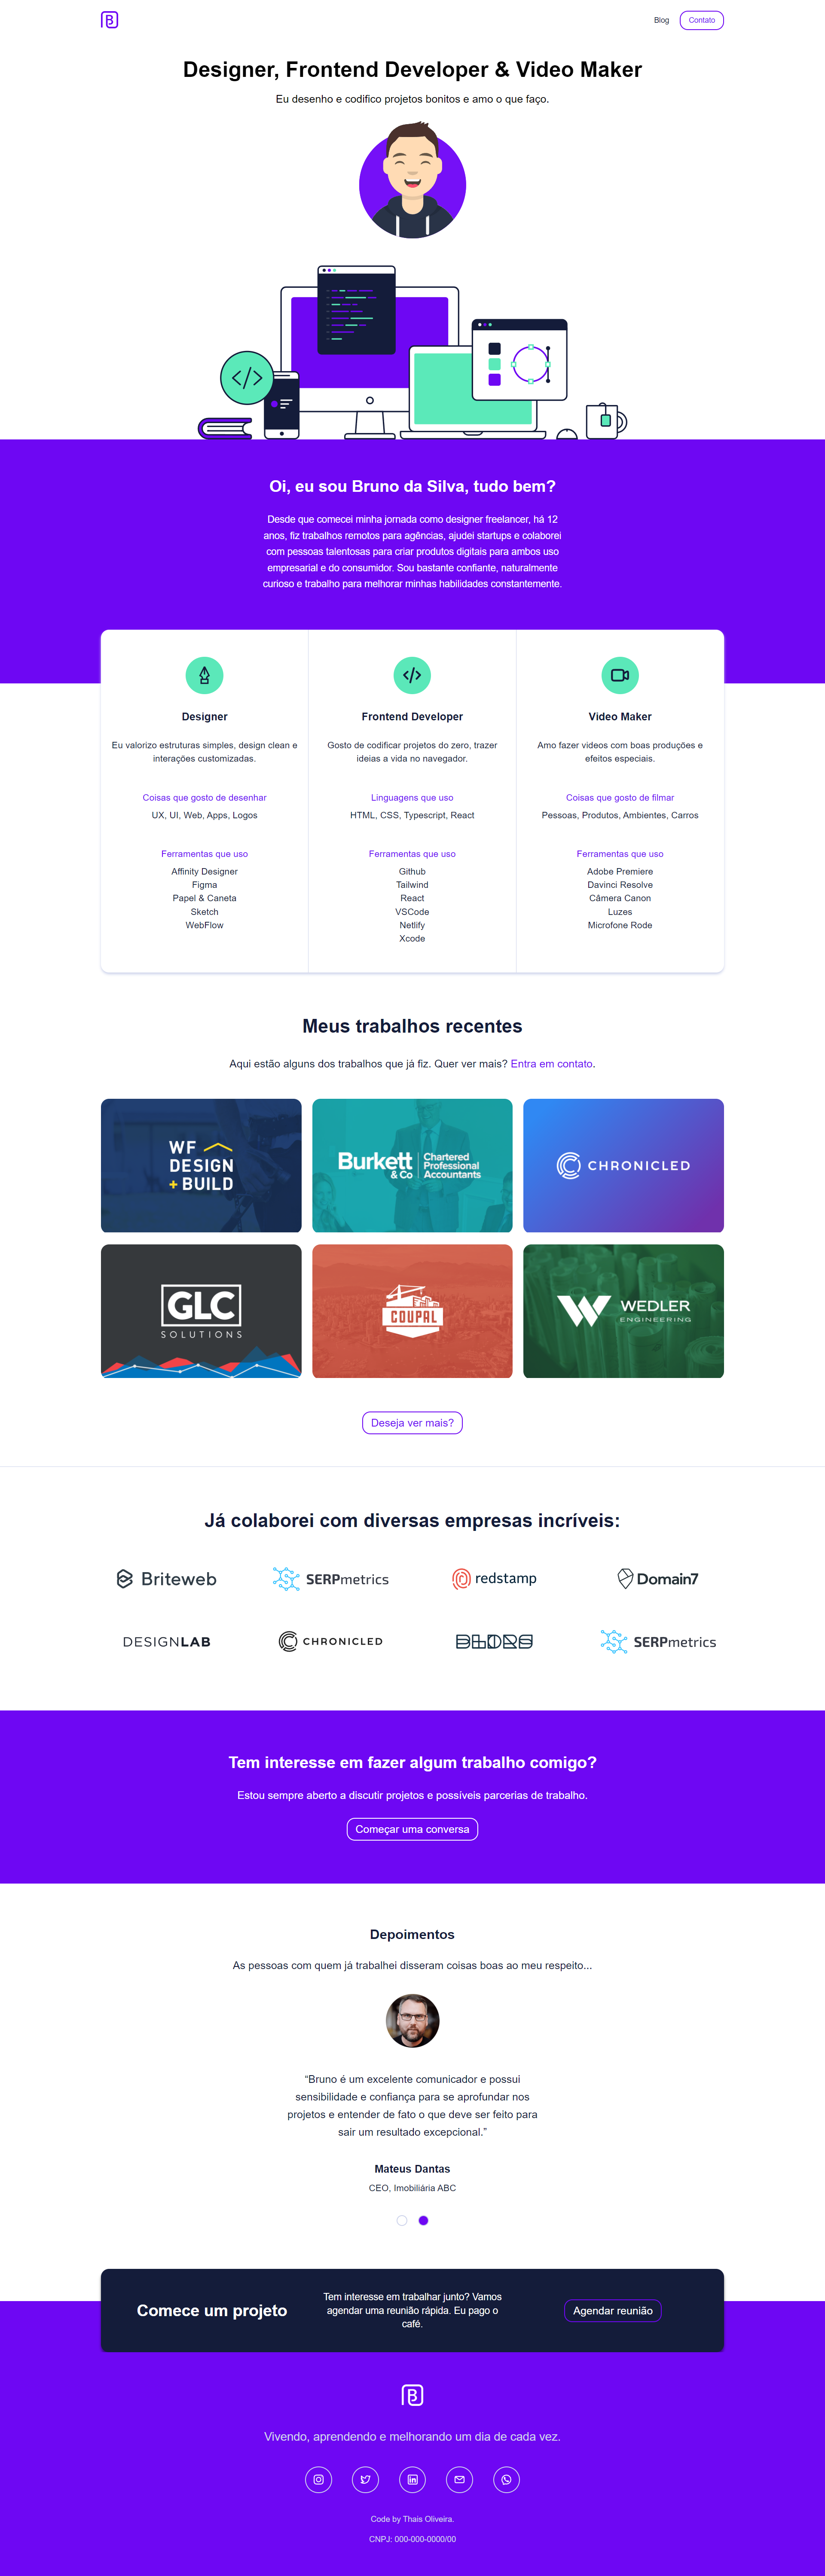 B
Blog
Contato
Designer, Frontend Developer & Video Maker
Eu desenho e codifico projetos bonitos e amo o que faço.
Oi, eu sou Bruno da Silva, tudo bem?
Desde que comecei minha jornada como designer freelancer, há 12
anos, fiz trabalhos remotos para agências, ajudei startups e colaborei
com pessoas talentosas para criar produtos digitais para ambos uso
empresarial e do consumidor. Sou bastante confiante, naturalmente
curioso e trabalho para melhorar minhas habilidades constantemente.
Designer
Eu valorizo estruturas simples, design clean e
interações customizadas.
Coisas que gosto de desenhar
UX, UI, Web, Apps, Logos
Ferramentas que uso
Affinity Designer
Figma
Papel & Caneta
Sketch
WebFlow
Frontend Developer
Gosto de codificar projetos do zero, trazer
ideias a vida no navegador.
Linguagens que uso
HTML, CSS, Typescript, React
Ferramentas que uso
Github
Tailwind
React
VSCode
Netlify
Xcode
Video Maker
Amo fazer videos com boas produções e
efeitos especiais.
Coisas que gosto de filmar
Pessoas, Produtos, Ambientes, Carros
Ferramentas que uso
Adobe Premiere
Davinci Resolve
Câmera Canon
Luzes
Microfone Rode
Meus trabalhos recentes
Aqui estão alguns dos trabalhos que já fiz. Quer ver mais? Entra em contato.
WF
DESIGN
+ BUILD
Burkett
& Co
Chartered
Professional
Accountants
CHRONICLED
GLC
SOLUTIONS
COUPAL
WEDLER
ENGINEERING
Deseja ver mais?
Já colaborei com diversas empresas incríveis:
Briteweb
SERPmetrics
redstamp
Domain7
DESIGNLAB
CHRONICLED
BLDRS
SERPmetrics
Tem interesse em fazer algum trabalho comigo?
Estou sempre aberto a discutir projetos e possíveis parcerias de trabalho.
Começar uma conversa
Depoimentos
As pessoas com quem já trabalhei disseram coisas boas ao meu respeito...
“Bruno é um excelente comunicador e possui
sensibilidade e confiança para se aprofundar nos
projetos e entender de fato o que deve ser feito para
sair um resultado excepcional.”
Mateus Dantas
CEO, Imobiliária ABC
Comece um projeto
Tem interesse em trabalhar junto? Vamos
agendar uma reunião rápida. Eu pago o
café.
Agendar reunião
B
Vivendo, aprendendo e melhorando um dia de cada vez.
Code by Thais Oliveira.
CNPJ: 000-000-0000/00